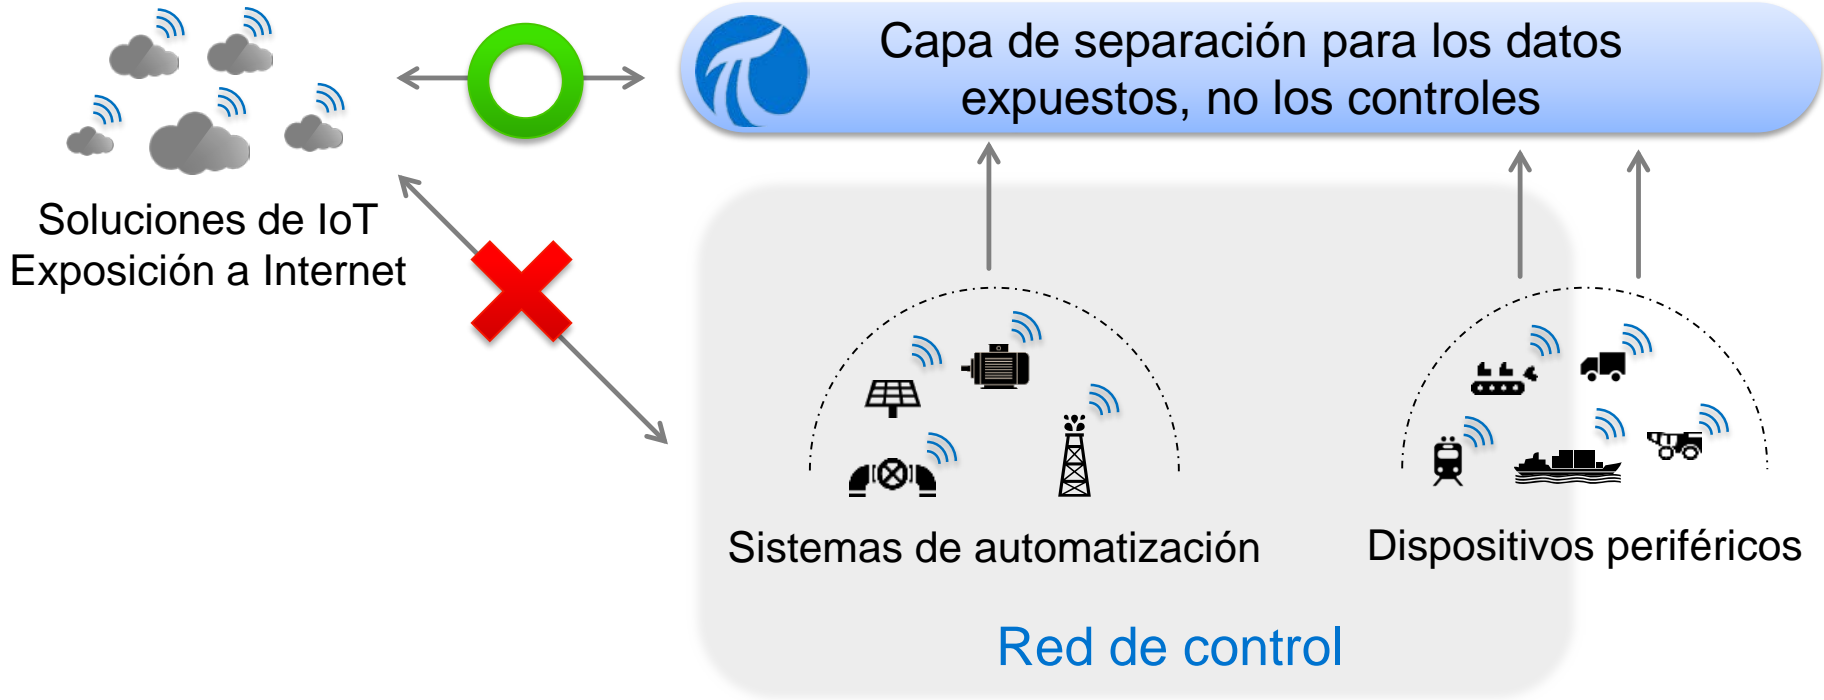 Capa de separación para los datos
expuestos, no los controles
Soluciones de IoT
Exposición a Internet
Sistemas de automatización
Dispositivos periféricos
Red de control